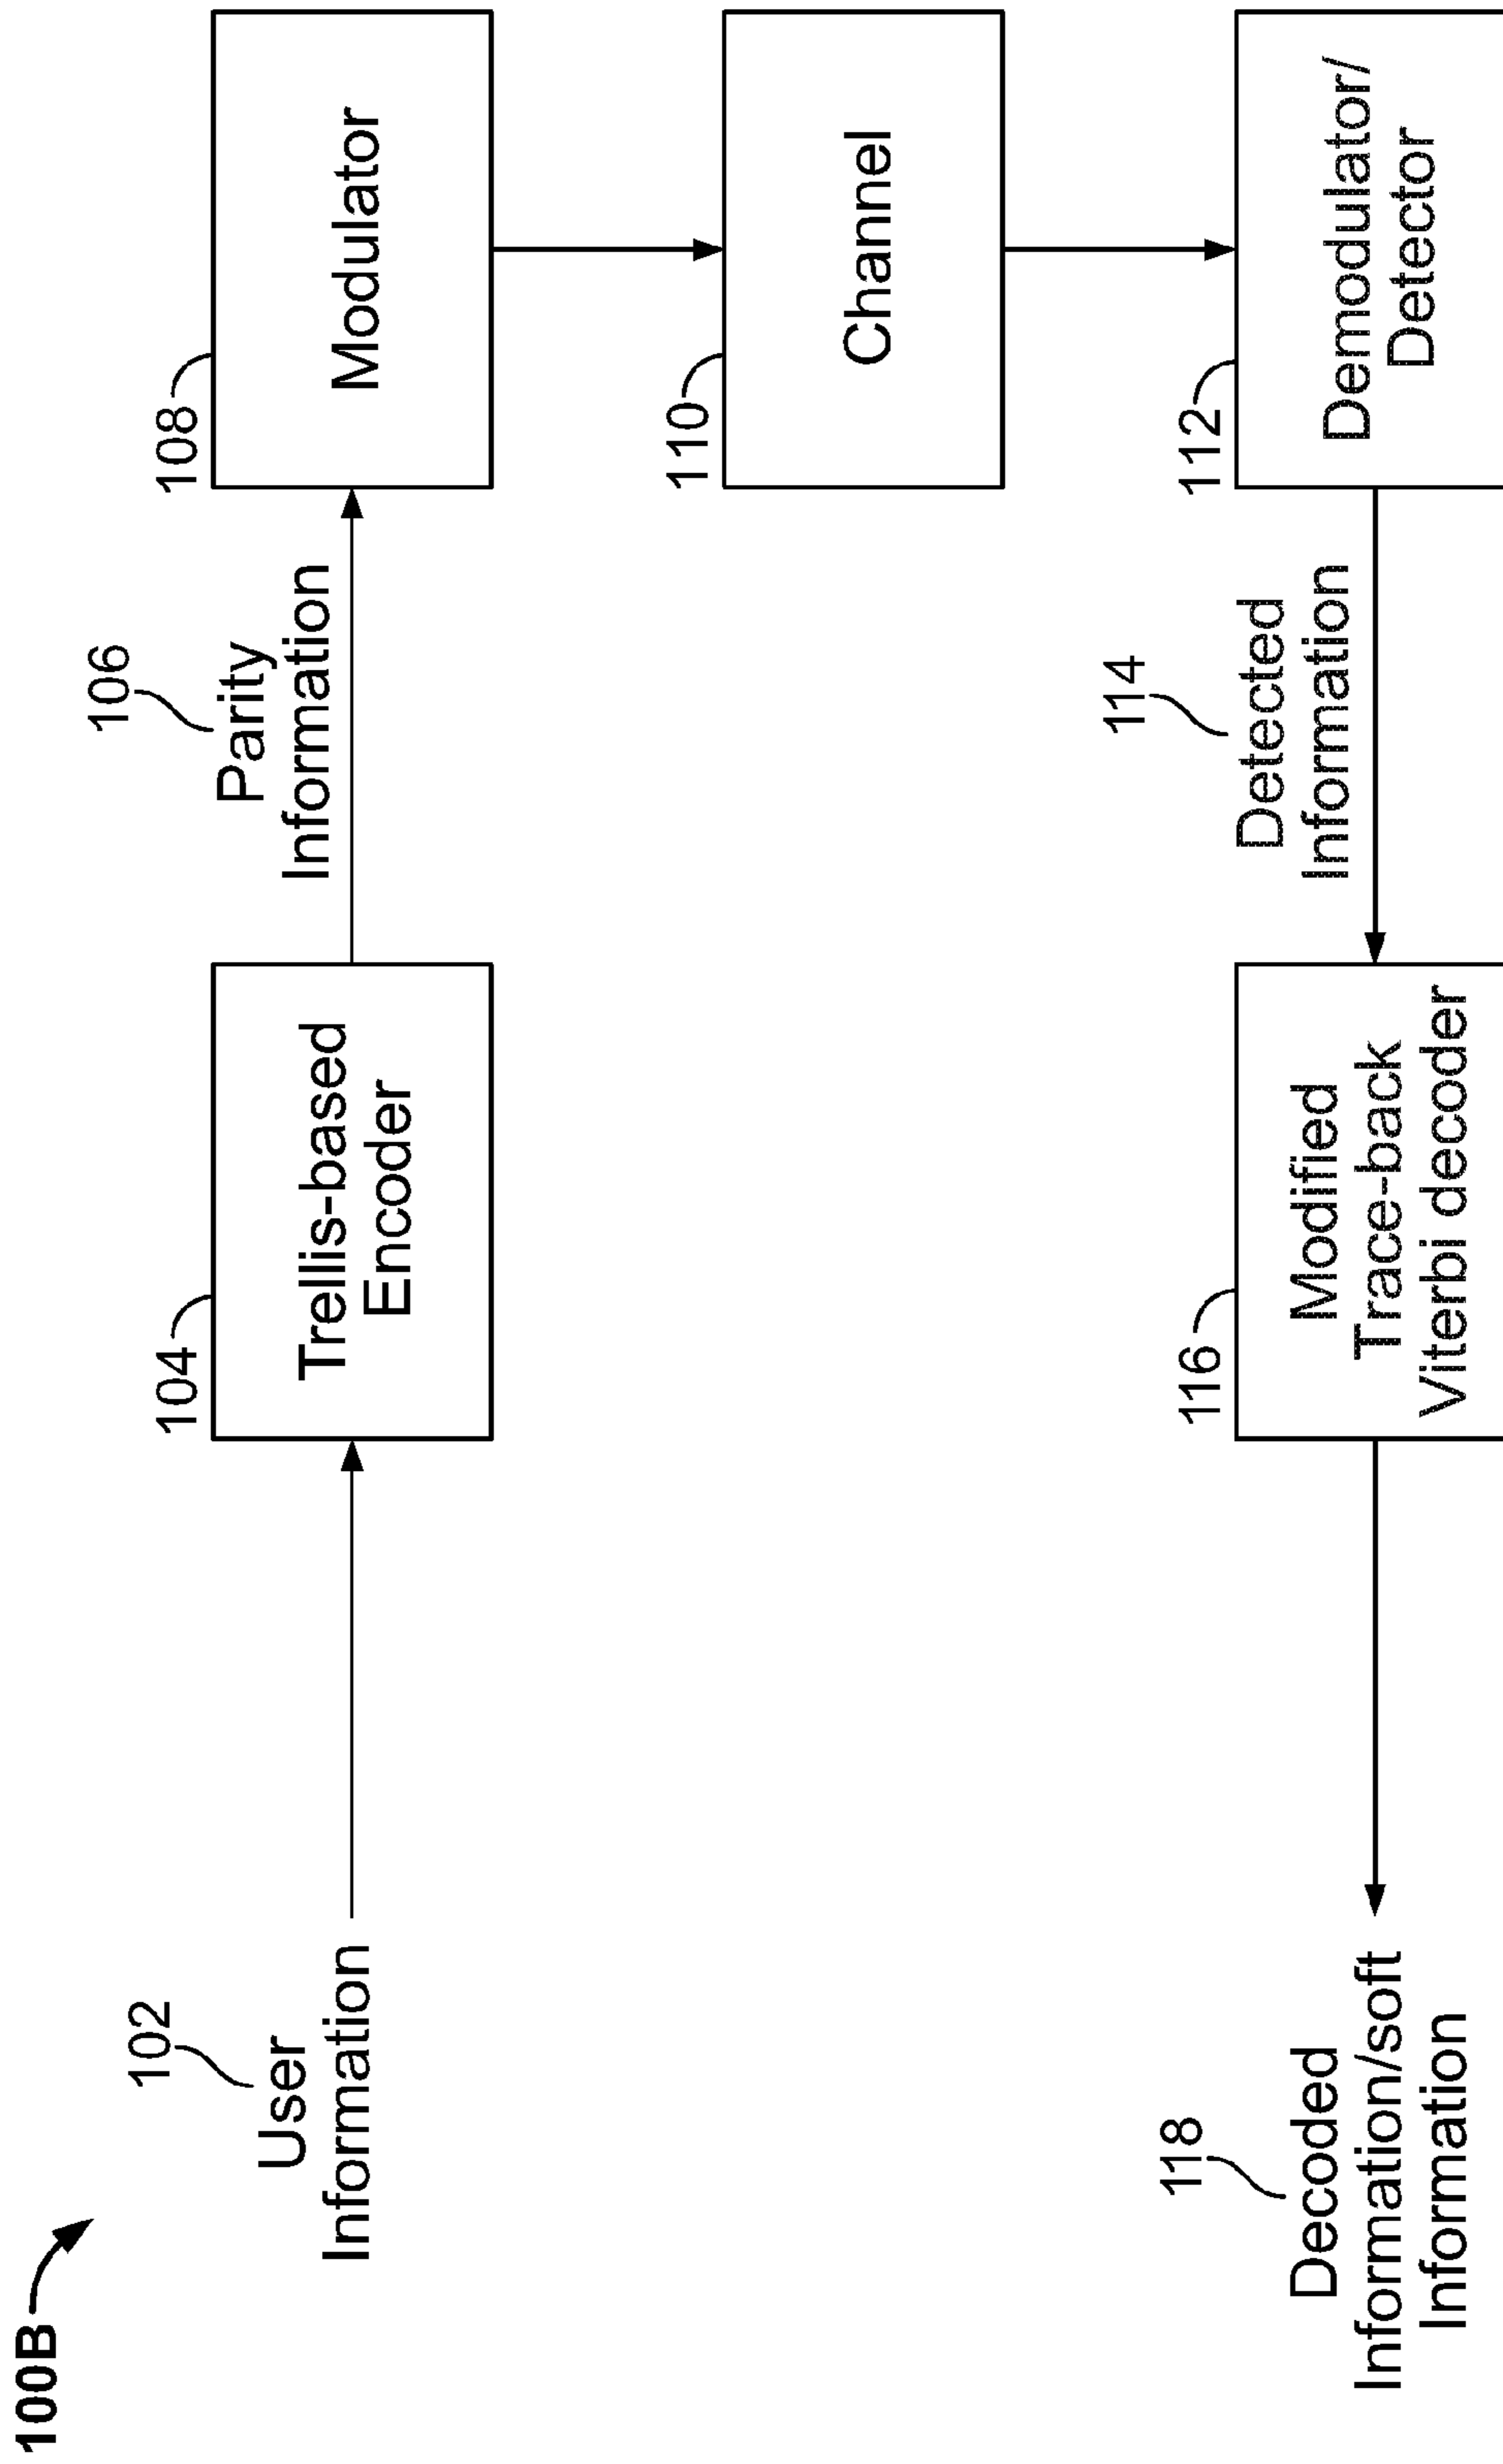 100B
102
User
Information
104
Trellis-based
Encoder
106
Parity
Information
108
Modulator
110
Channel
112
Demodulator/
Detector
114
Detected
Information
116
Modified
Trace-back
Viterbi decoder
118
Decoded
Information/soft
Information